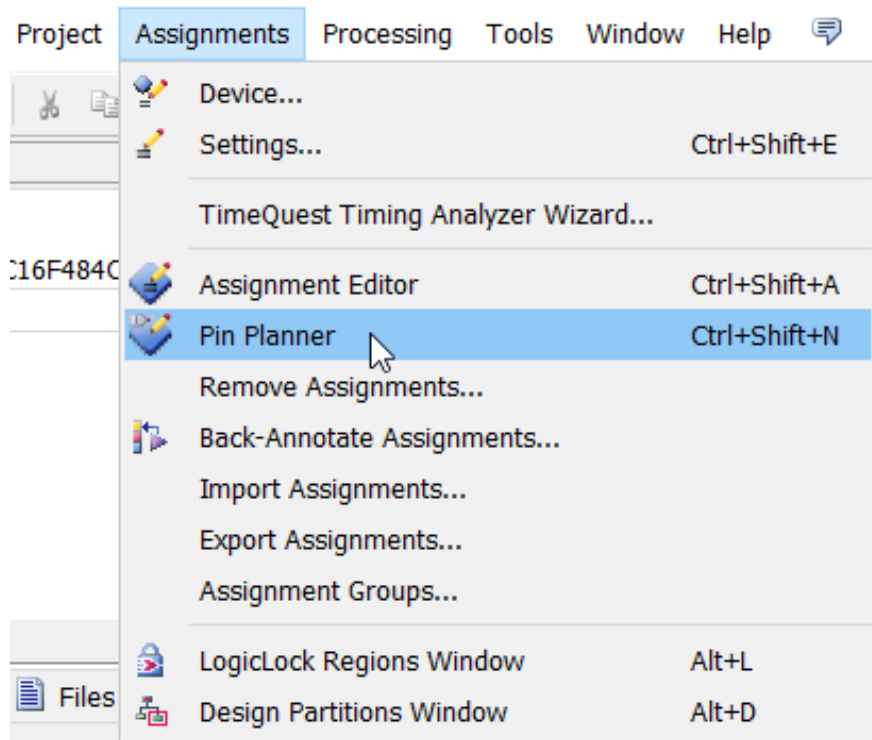 Project Assignments Processing Tools Window Help
Device...
Settings... Ctrl+Shift+E
TimeQuest Timing Analyzer Wizard...
C16F484C
Assignment Editor Ctrl+Shift+A
Pin Planner Ctrl+Shift+N
Remove Assignments...
Back-Annotate Assignments...
Import Assignments...
Export Assignments...
Assignment Groups...
LogicLock Regions Window Alt+L
Files
Design Partitions Window Alt+D